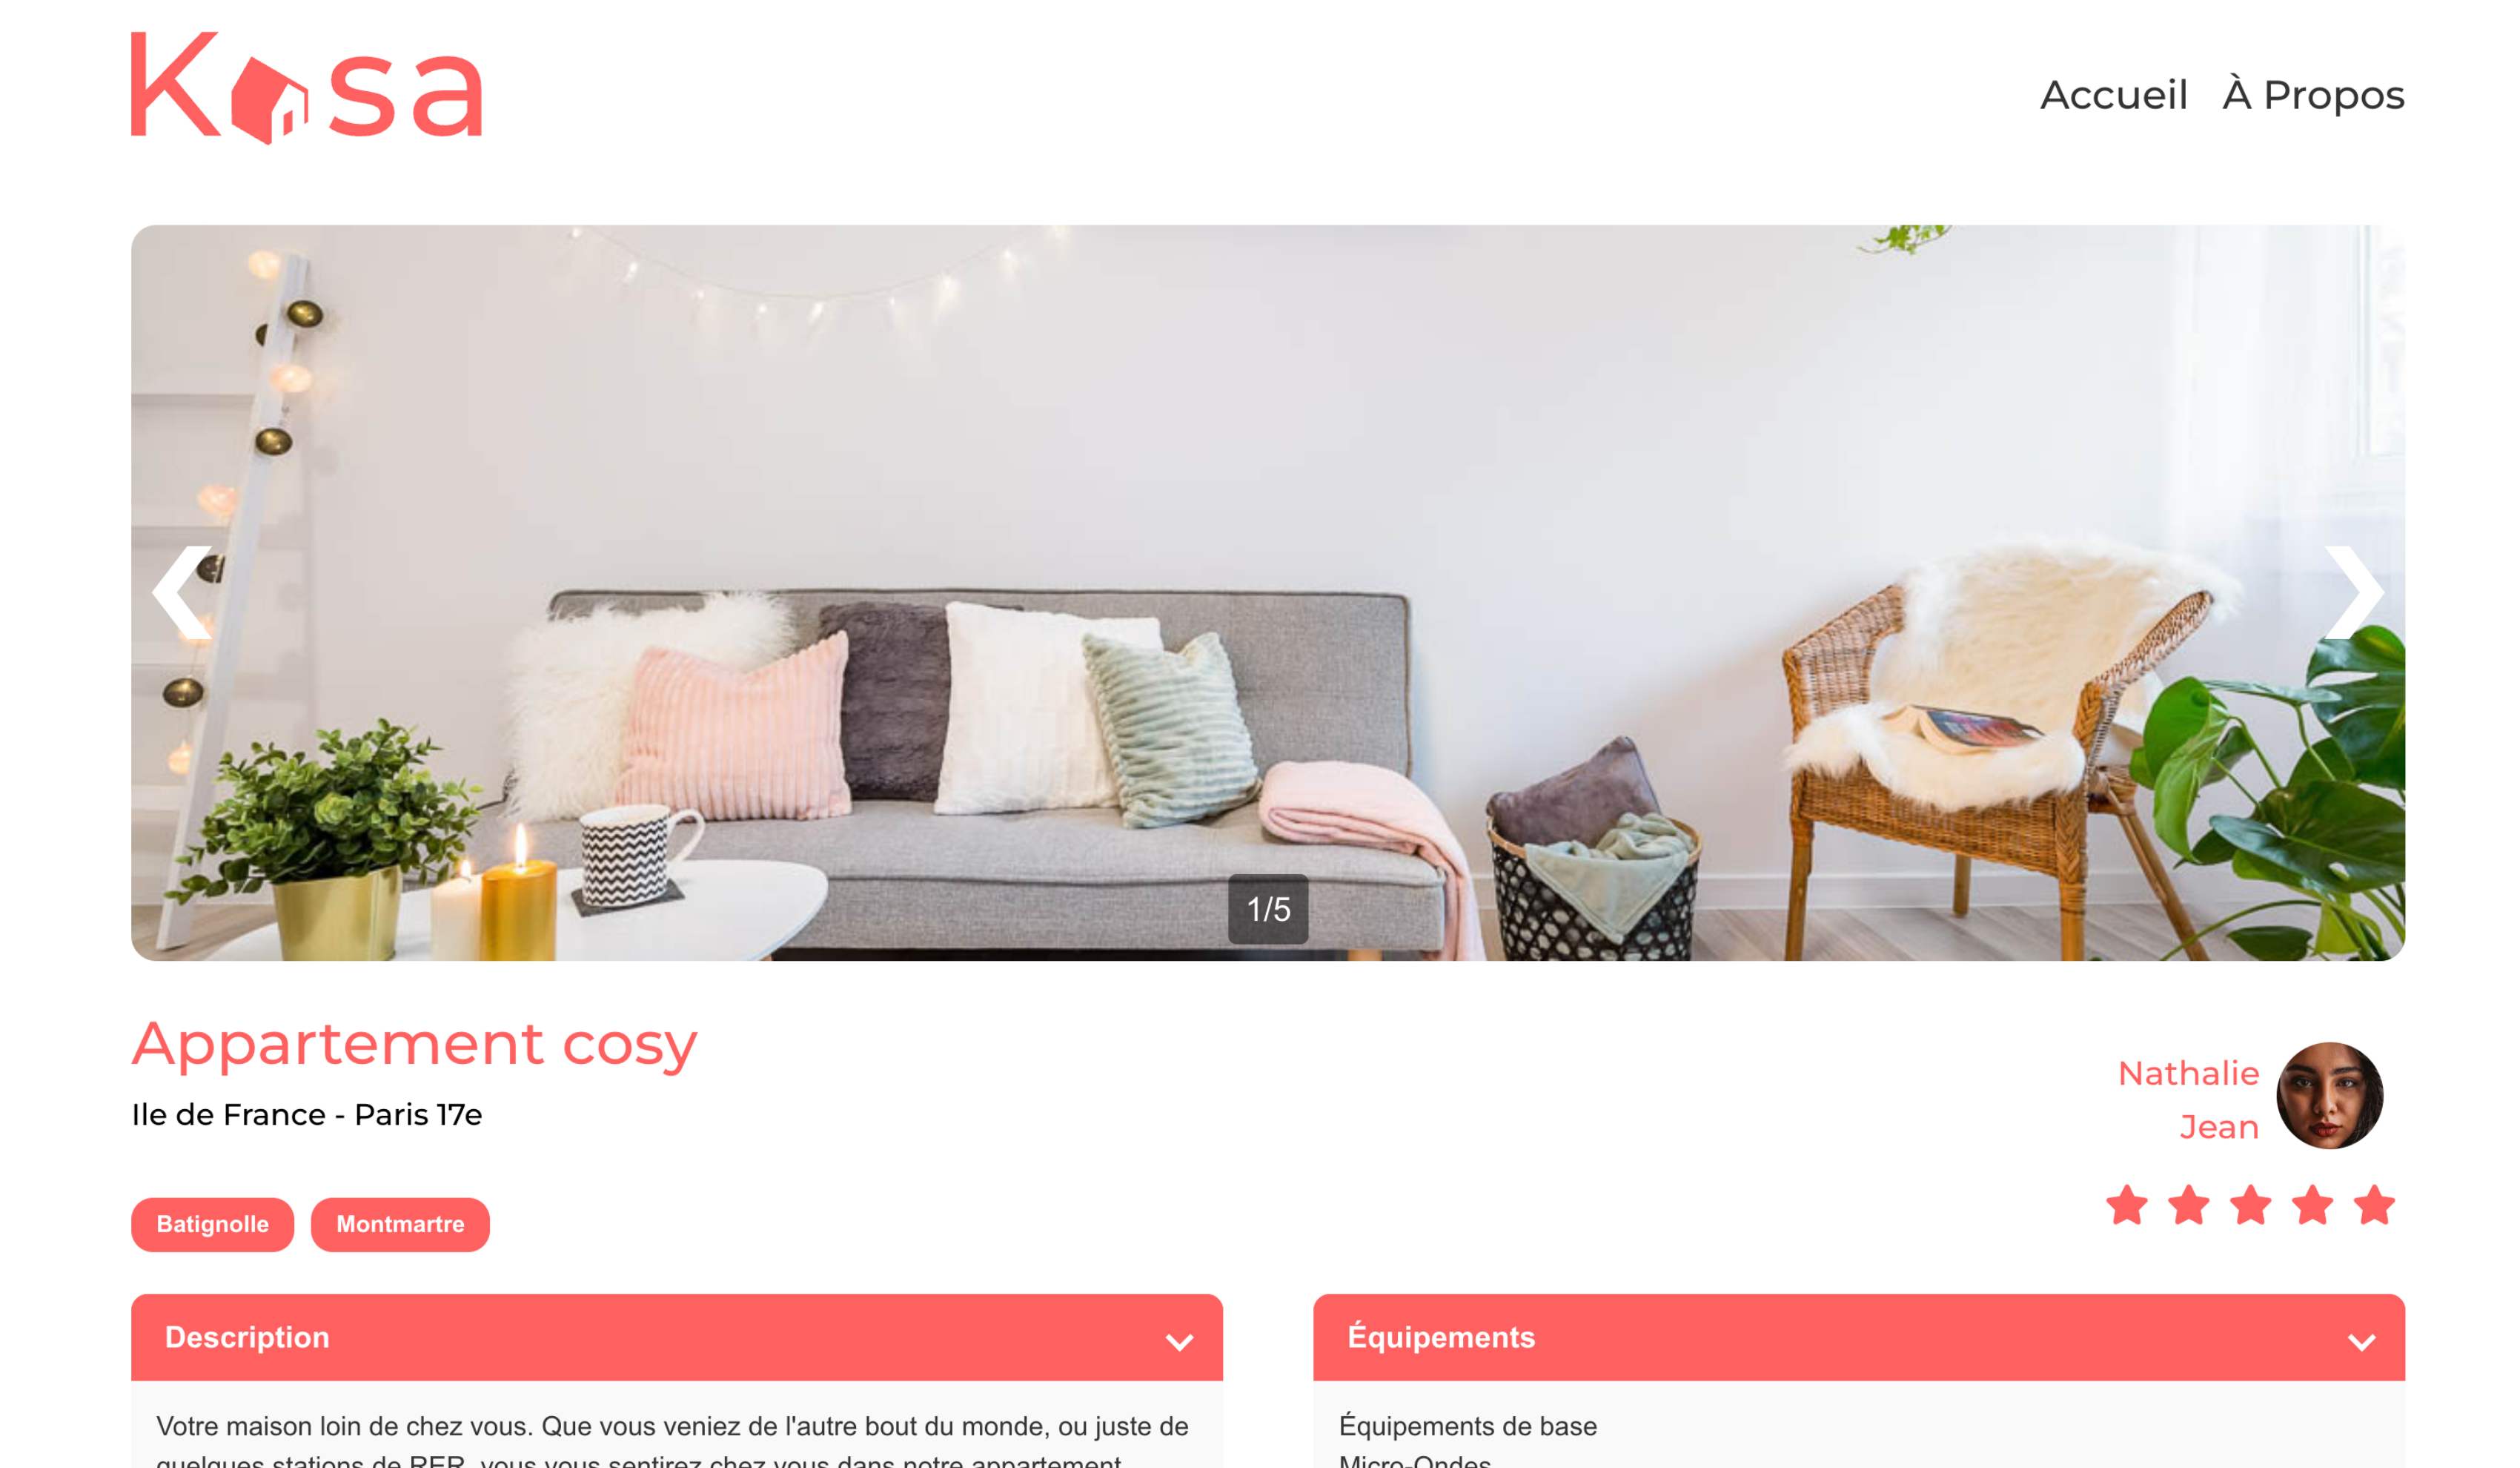 Kasa
Accueil À Propos
1/5
Appartement cosy
Ile de France - Paris 17e
Nathalie
Jean
Batignolle Montmartre
Description
Équipements
Votre maison loin de chez vous. Que vous veniez de l'autre bout du monde, ou juste de
quelques stations de RER, vous vous sentirez chez vous dans notre appartement.
Équipements de base
Micro-Ondes